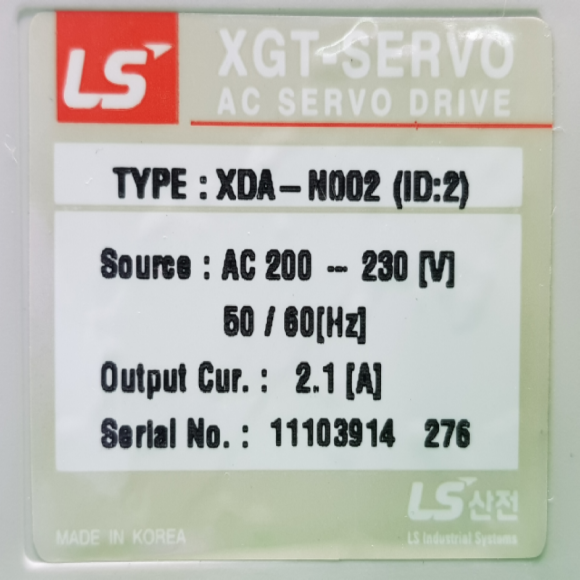 LS
XGT-SERVO
AC SERVO DRIVE
TYPE : XDA-N002 (ID:2)
Source : AC 200 -- 230 [V]
50 / 60[Hz]
Output Cur. : 2.1 [A]
Serial No. : 11103914 276
LS산전
MADE IN KOREA
LS Industrial Systems